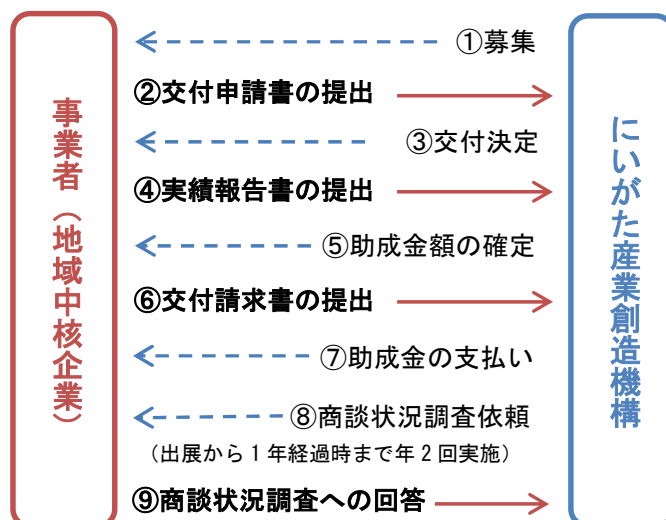 事業者（地域中核企業）
①募集
②交付申請書の提出
③交付決定
④実績報告書の提出
⑤助成金額の確定
⑥交付請求書の提出
⑦助成金の支払い
⑧商談状況調査依頼
（出展から1年経過時まで年2回実施）
⑨商談状況調査への回答
にいがた産業創造機構